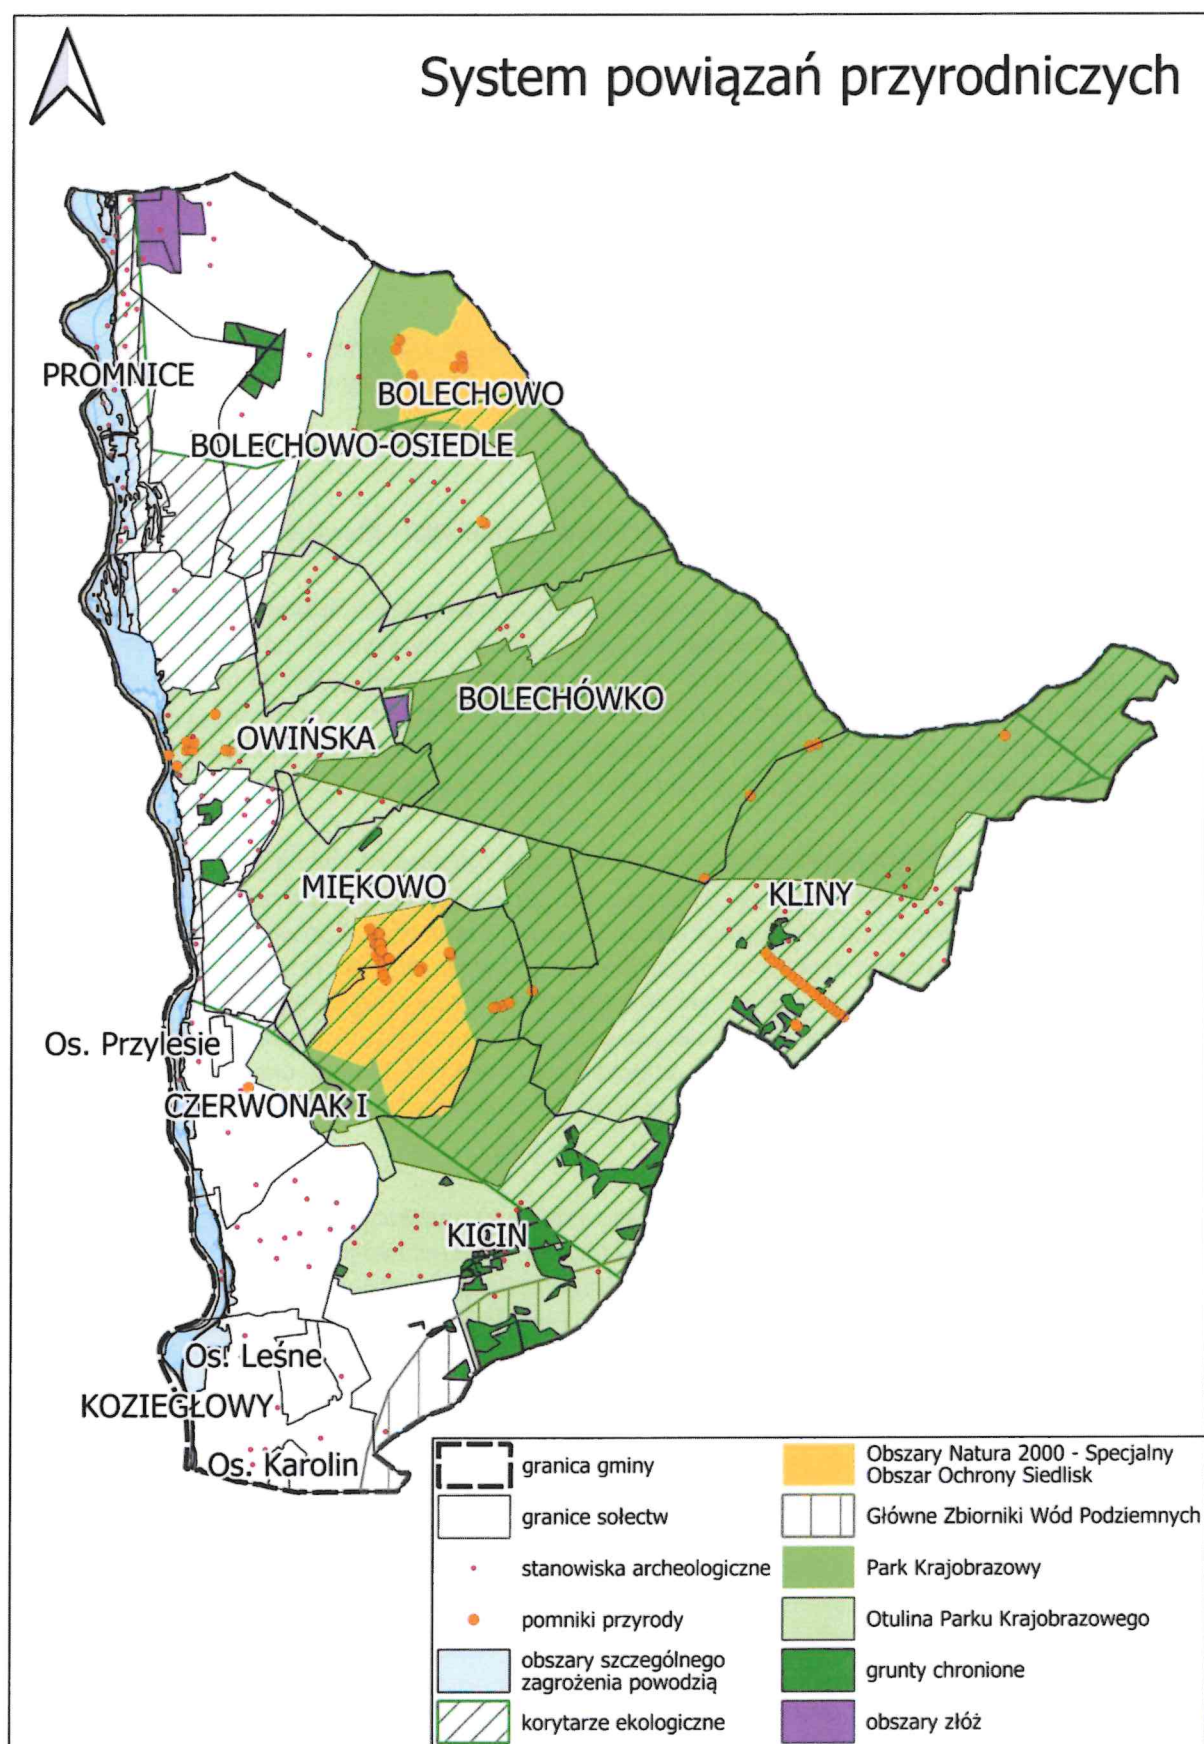 System powiązań przyrodniczych
PROMNICE
BOLECHOWO
BOLECHOWO-OSIEDLE
BOLECHÓWKO
OWIŃSKA
MIĘKOWO
KLINY
Os. Przylesie
CZERWONAK I
KICIN
Os. Leśne
KOZIEGŁOWY
Os. Karolin
granica gminy
granice sołectw
stanowiska archeologiczne
pomniki przyrody
obszary szczególnego
zagrożenia powodzią
korytarze ekologiczne
Obszary Natura 2000 - Specjalny
Obszar Ochrony Siedlisk
Główne Zbiorniki Wód Podziemnych
Park Krajobrazowy
Otulina Parku Krajobrazowego
grunty chronione
obszary złóż